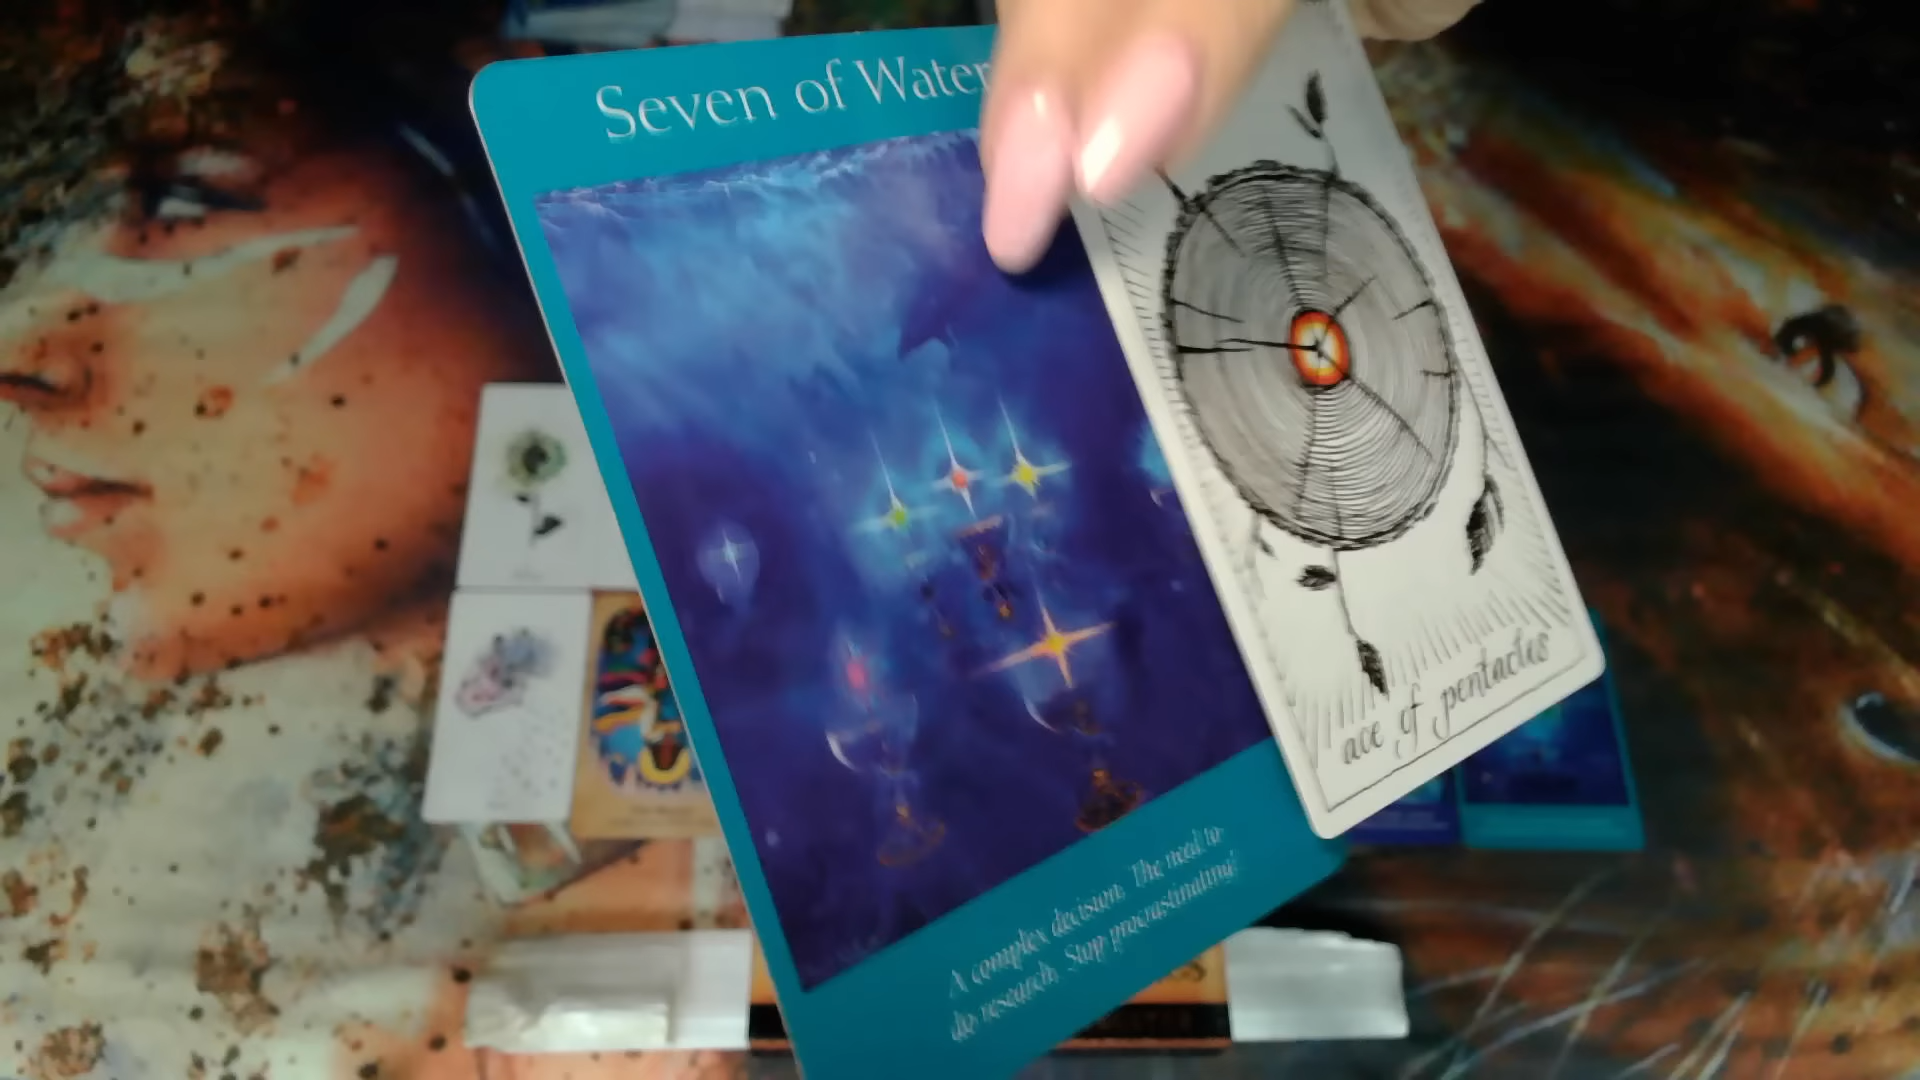 Seven of Water
ace of pentacles
A complex decision. The need to
do research. Stop procrastinating!